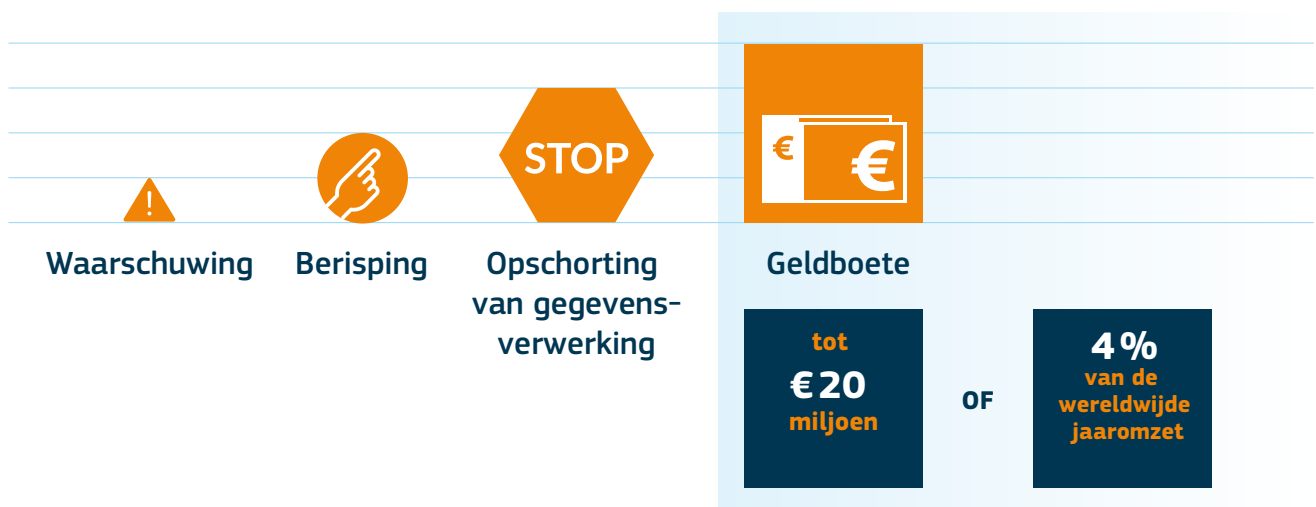 !
STOP
€ €
Waarschuwing
Berisping
Opschorting
van gegevens-
verwerking
Geldboete
tot
€ 20
miljoen
OF
4 %
van de
wereldwijde
jaaromzet